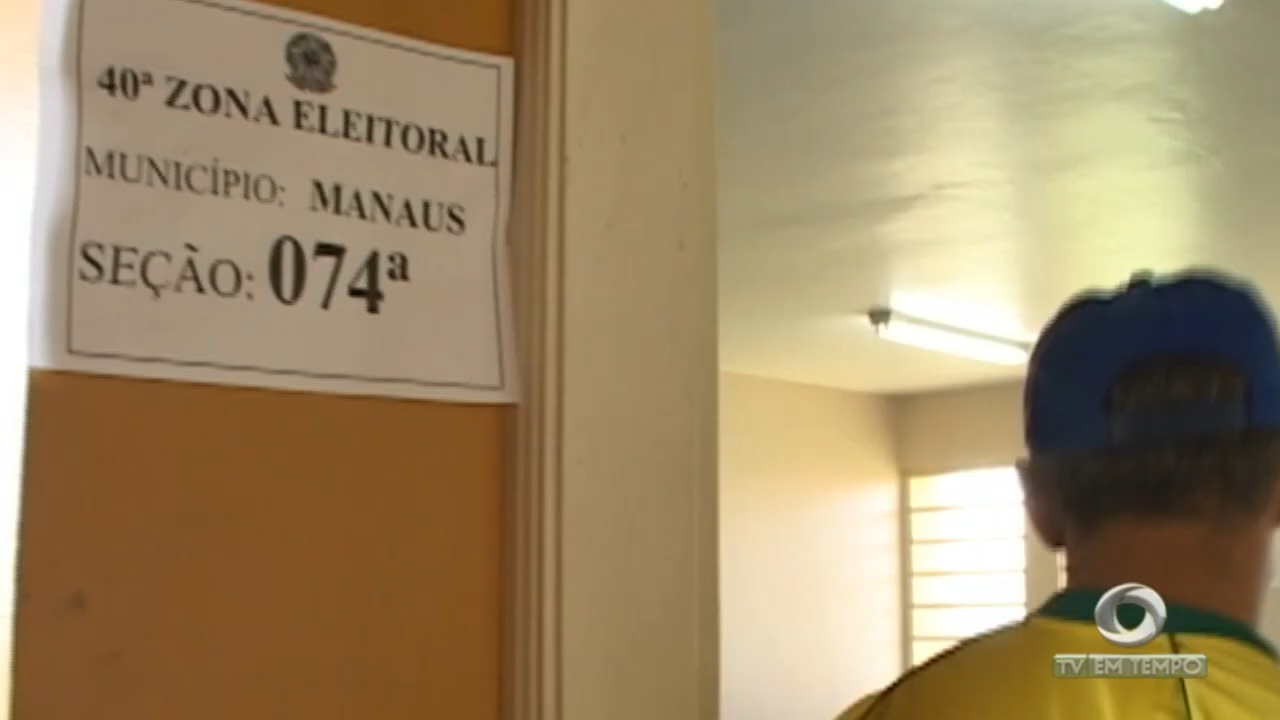 40ª ZONA ELEITORAL
MUNICÍPIO: MANAUS
SEÇÃO: 074ª
TV EM TEMPO